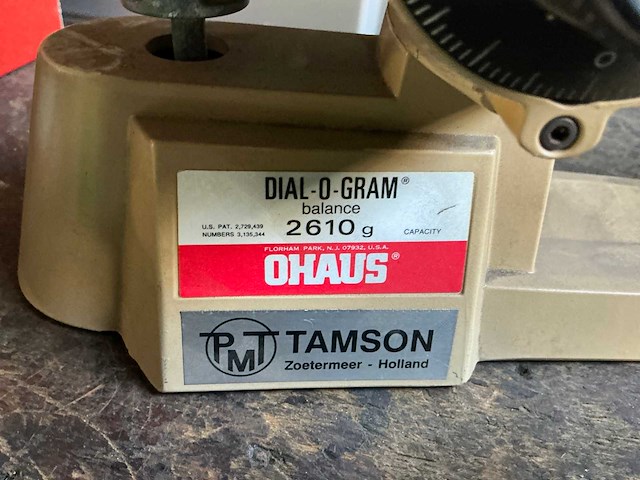 0
DIAL-O-GRAM®
balance
U.S. PAT. 2,729,439
NUMBERS 3,135,344
2610 g
CAPACITY
FLORHAM PARK, N.J. 07932, U.S.A.
OHAUS®
PMT TAMSON
Zoetermeer - Holland